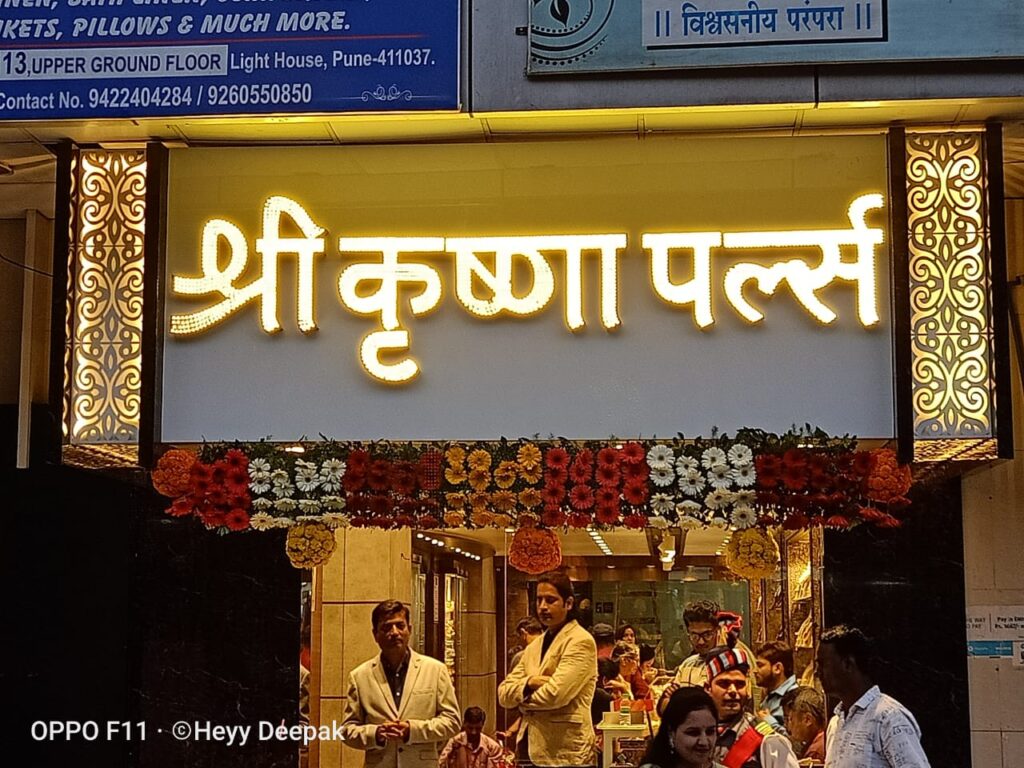 KETS, PILLOWS & MUCH MORE.
13,UPPER GROUND FLOOR Light House, Pune-411037.
Contact No. 9422404284 / 9260550850
|| विश्वसनीय परंपरा ||
श्री कृष्णा पर्ल्स
OPPO F11 · ©Heyy Deepak